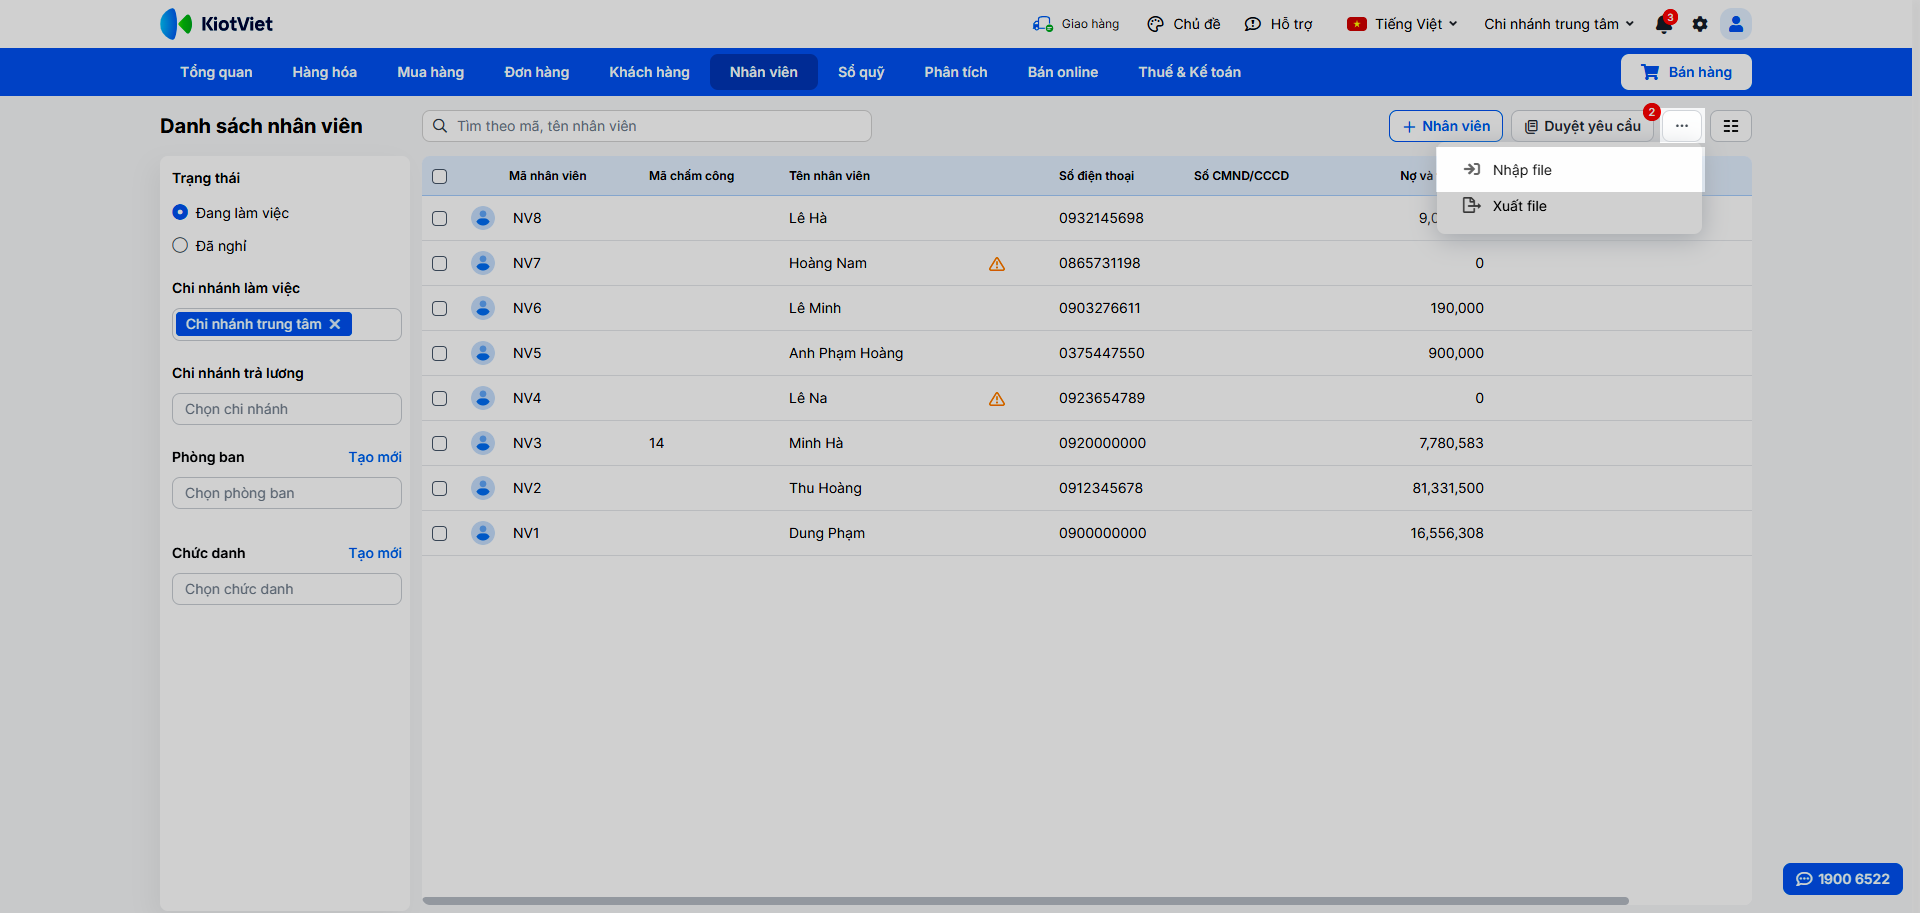 KiotViet
Giao hàng
Chủ đề
Hỗ trợ
Tiếng Việt
Chi nhánh trung tâm
3
Tổng quan
Hàng hóa
Mua hàng
Đơn hàng
Khách hàng
Nhân viên
Sổ quỹ
Phân tích
Bán online
Thuế & Kế toán
Bán hàng
Danh sách nhân viên
Tìm theo mã, tên nhân viên
Nhân viên
Duyệt yêu cầu
2
Nhập file
Xuất file
Trạng thái
Đang làm việc
Đã nghỉ
Chi nhánh làm việc
Chi nhánh trung tâm
Chi nhánh trả lương
Chọn chi nhánh
Phòng ban Tạo mới
Chọn phòng ban
Chức danh Tạo mới
Chọn chức danh
Mã nhân viên Mã chấm công Tên nhân viên Số điện thoại Số CMND/CCCD Nợ và
NV8 Lê Hà 0932145698 9,0
NV7 Hoàng Nam 0865731198 0
NV6 Lê Minh 0903276611 190,000
NV5 Anh Phạm Hoàng 0375447550 900,000
NV4 Lê Na 0923654789 0
NV3 14 Minh Hà 0920000000 7,780,583
NV2 Thu Hoàng 0912345678 81,331,500
NV1 Dung Phạm 0900000000 16,556,308
1900 6522